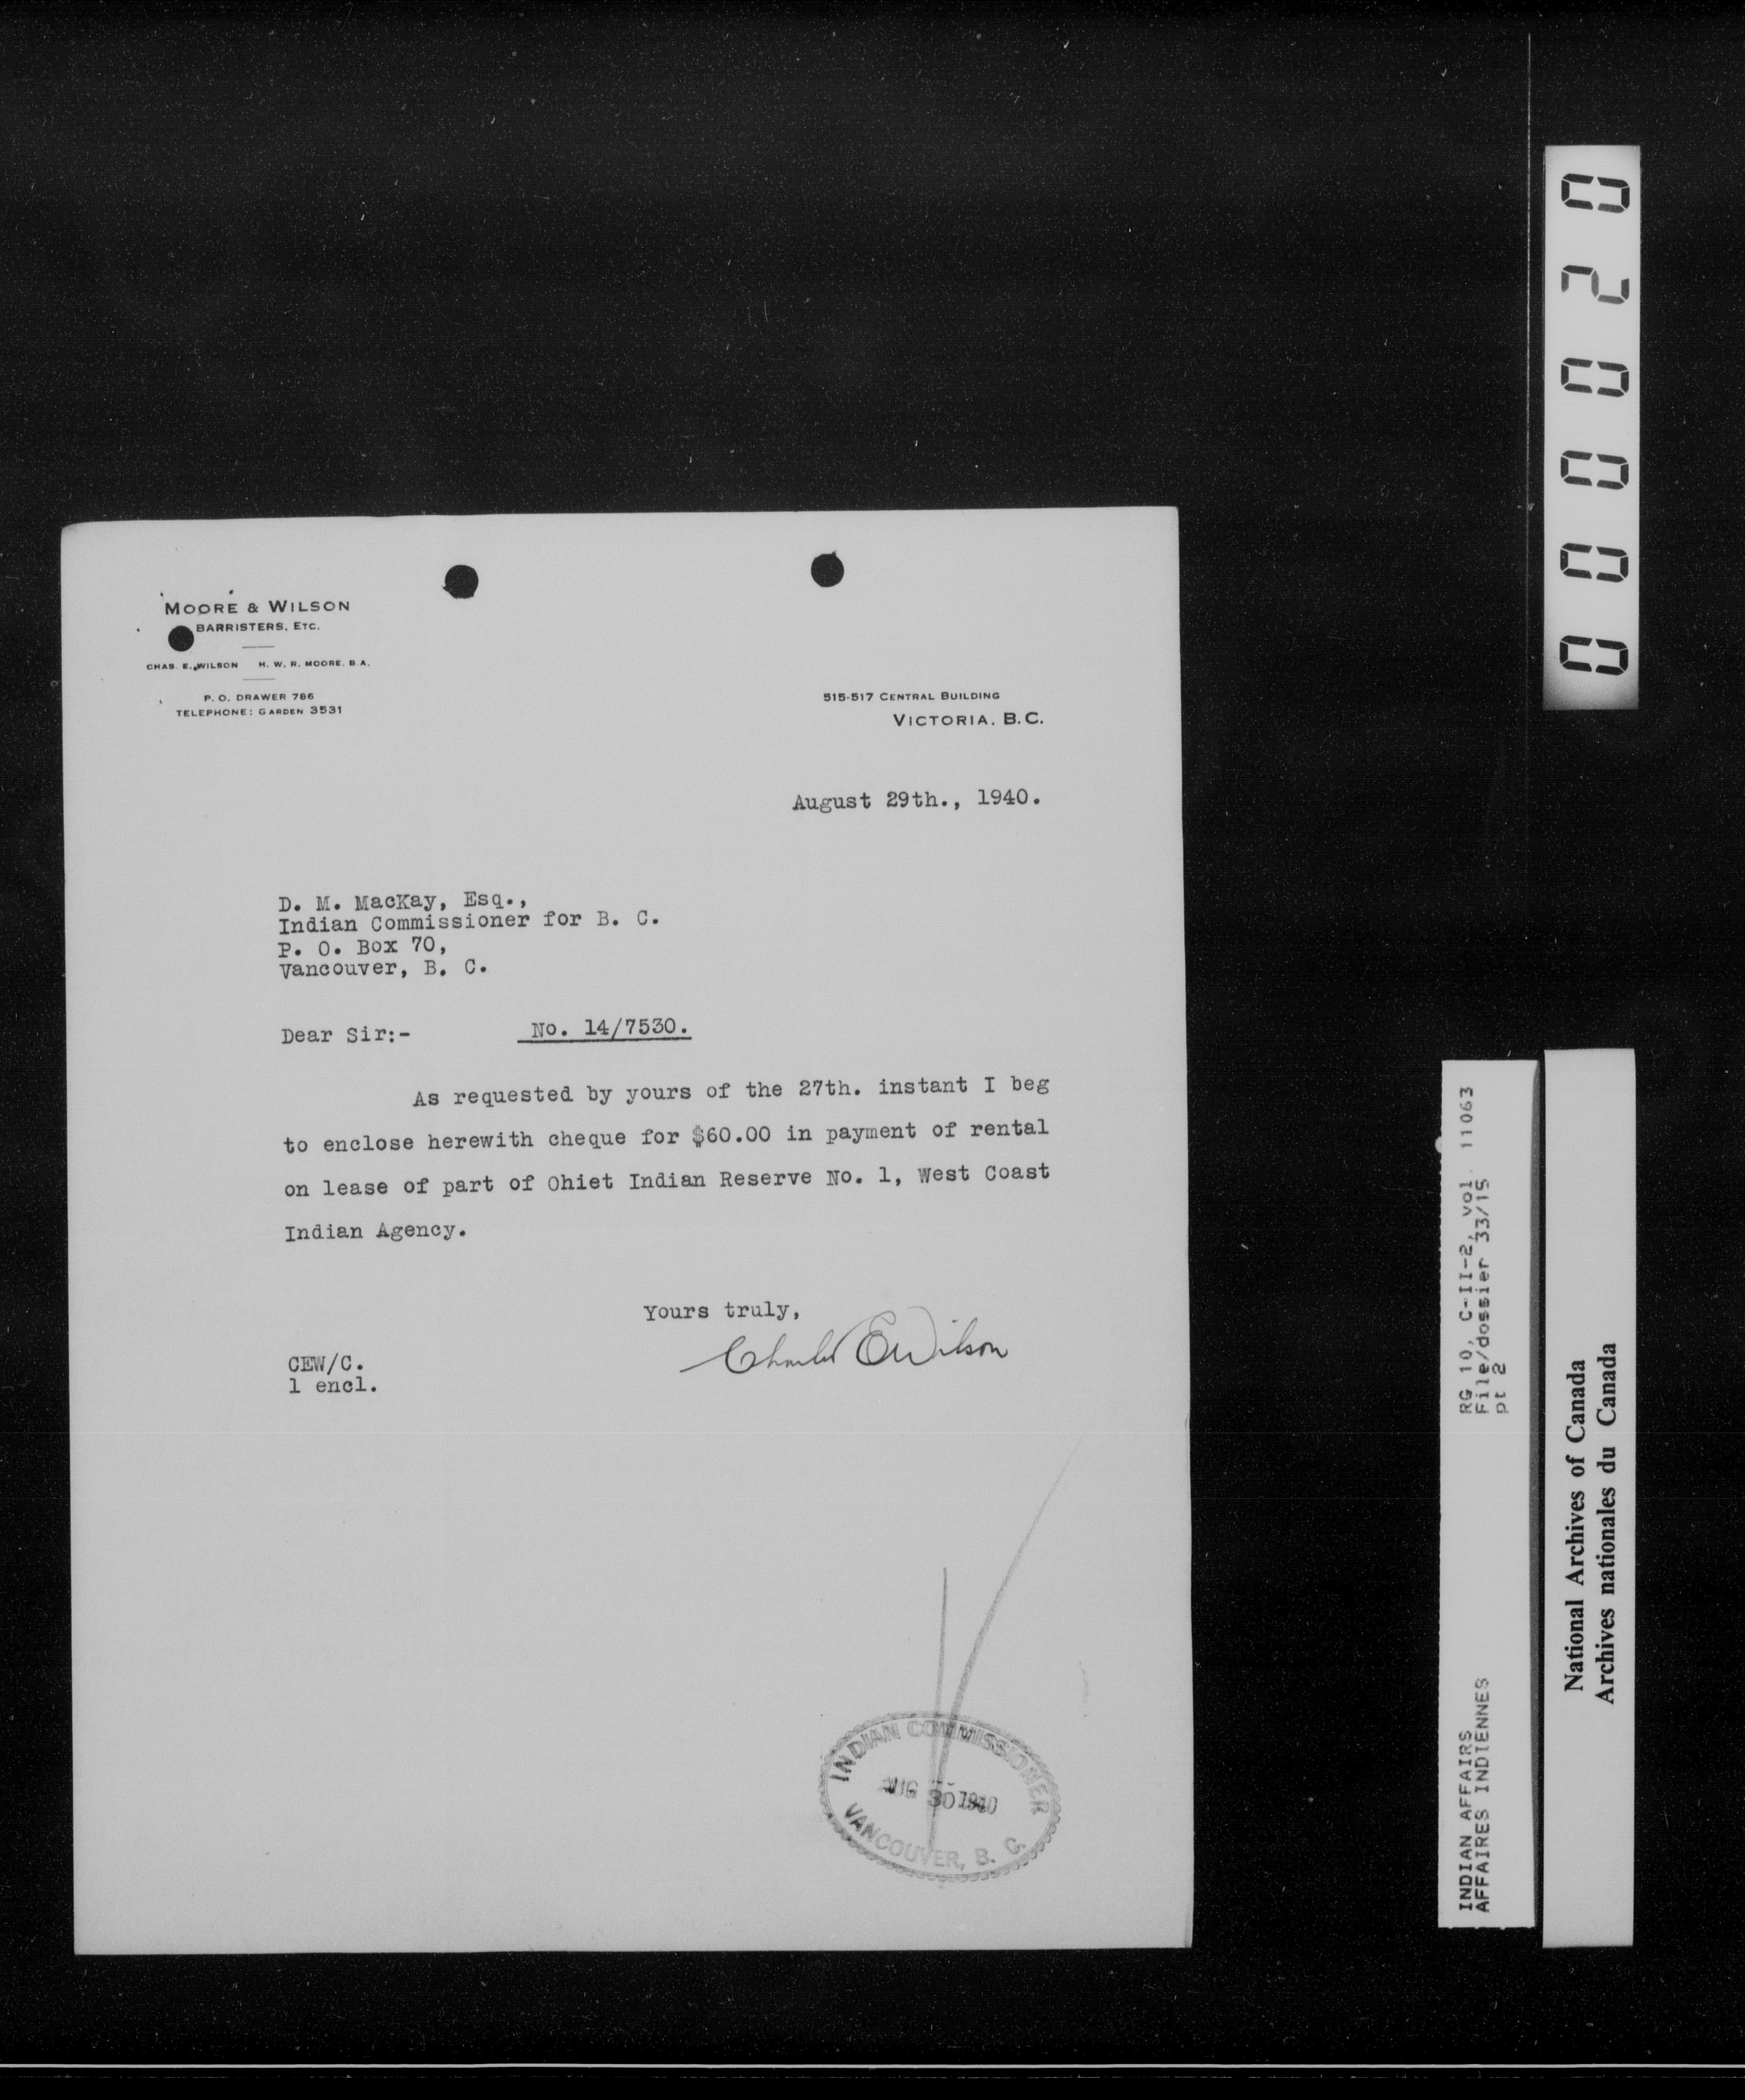 MOORE & WILSON
BARRISTERS, ETC.
CHAS. E. WILSON H. W. R. MOORE, B.A.
P. O. DRAWER 786
TELEPHONE: GARDEN 3531
515-517 CENTRAL BUILDING
VICTORIA, B.C.
August 29th., 1940.
D. M. MacKay, Esq.,
Indian Commissioner for B. C.
P. O. Box 70,
Vancouver, B. C.
Dear Sir:- No. 14/7530.
As requested by yours of the 27th. instant I beg
to enclose herewith cheque for $60.00 in payment of rental
on lease of part of Ohiet Indian Reserve No. 1, West Coast
Indian Agency.
Yours truly,
Charles E Wilson
CEW/C.
1 encl.
INDIAN COMMISSIONER
AUG 30 1940
VANCOUVER, B. C.
000020
RG 10, C-II-2, vol. 11063
File/dossier 33/15
pt 2
INDIAN AFFAIRS
AFFAIRES INDIENNES
National Archives of Canada
Archives nationales du Canada